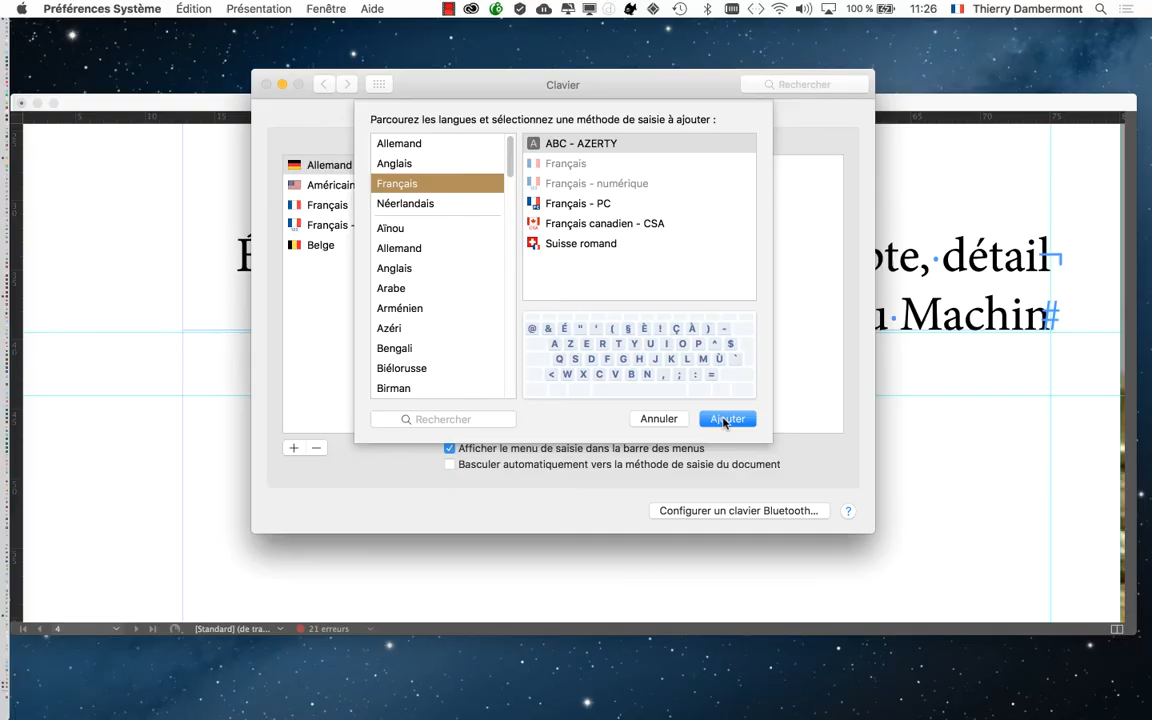 Préférences Système Édition Présentation Fenêtre Aide 100 % 11:26 Thierry Dambermont
Clavier
Rechercher
Parcourez les langues et sélectionnez une méthode de saisie à ajouter :
Allemand
Américain
Français
Français -
Belge
Allemand
Anglais
Français
Néerlandais
Aïnou
Allemand
Anglais
Arabe
Arménien
Azéri
Bengali
Biélorusse
Birman
ABC - AZERTY
Français
Français - numérique
Français - PC
Français canadien - CSA
Suisse romand
@ & É " ' ( § È ! Ç À ) -
A Z E R T Y U I O P ^ $
Q S D F G H J K L M Ù `
< W X C V B N , ; : =
Rechercher
Annuler
Ajouter
Afficher le menu de saisie dans la barre des menus
Basculer automatiquement vers la méthode de saisie du document
Configurer un clavier Bluetooth...
?
te, détail
Machin
4 [Standard] (de tra... 21 erreurs